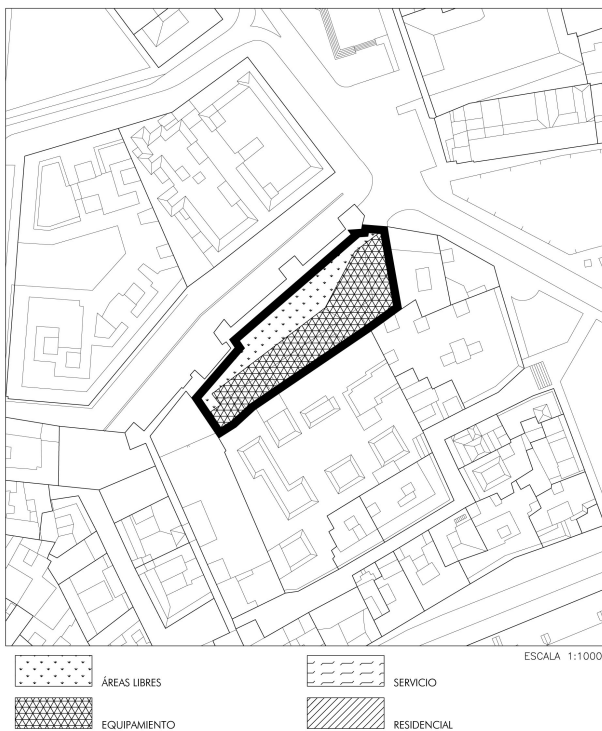 ESCALA 1:1000
ÁREAS LIBRES
SERVICIO
EQUIPAMIENTO
RESIDENCIAL